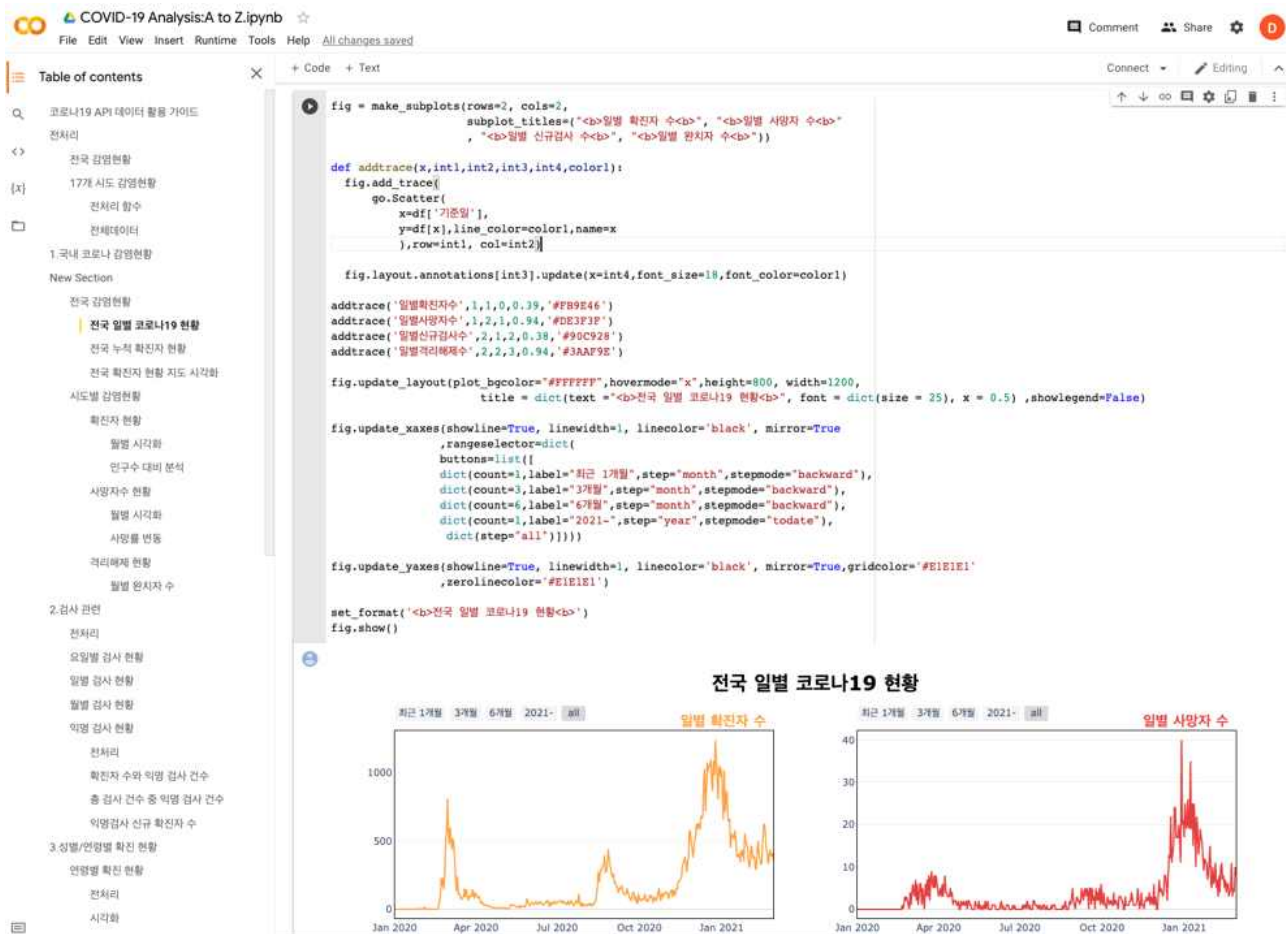 COVID-19 Analysis:A to Z.ipynb
File Edit View Insert Runtime Tools Help All changes saved
Comment Share D
Table of contents
+ Code + Text
Connect Editing
코로나19 API 데이터 활용 가이드
전처리
전국 감염현황
17개 시도 감염현황
전처리 함수
전체데이터
1.국내 코로나 감염현황
New Section
전국 감염현황
전국 일별 코로나19 현황
전국 누적 확진자 현황
전국 확진자 현황 지도 시각화
시도별 감염현황
확진자 현황
월별 시각화
인구수 대비 분석
사망자수 현황
월별 시각화
사망률 변동
격리해제 현황
월별 완치자 수
2.검사 관련
전처리
요일별 검사 현황
일별 검사 현황
월별 검사 현황
익명 검사 현황
전처리
확진자 수와 익명 검사 건수
총 검사 건수 중 익명 검사 건수
익명검사 신규 확진자 수
3.성별/연령별 확진 현황
연령별 확진 현황
전처리
시각화
fig = make_subplots(rows=2, cols=2,
subplot_titles=("<b>일별 확진자 수<b>", "<b>일별 사망자 수<b>"
, "<b>일별 신규검사 수<b>", "<b>일별 완치자 수<b>"))
def addtrace(x,int1,int2,int3,int4,color1):
fig.add_trace(
go.Scatter(
x=df['기준일'],
y=df[x],line_color=color1,name=x
),row=int1, col=int2)
fig.layout.annotations[int3].update(x=int4,font_size=18,font_color=color1)
addtrace('일별확진자수',1,1,0,0.39,'#FB9E46')
addtrace('일별사망자수',1,2,1,0.94,'#DE3F3F')
addtrace('일별신규검사수',2,1,2,0.38,'#90C928')
addtrace('일별격리해제수',2,2,3,0.94,'#3AAF9E')
fig.update_layout(plot_bgcolor="#FFFFFF",hovermode="x",height=800, width=1200,
title = dict(text ="<b>전국 일별 코로나19 현황<b>", font = dict(size = 25), x = 0.5) ,showlegend=False)
fig.update_xaxes(showline=True, linewidth=1, linecolor='black', mirror=True
,rangeselector=dict(
buttons=list([
dict(count=1,label="최근 1개월",step="month",stepmode="backward"),
dict(count=3,label="3개월",step="month",stepmode="backward"),
dict(count=6,label="6개월",step="month",stepmode="backward"),
dict(count=1,label="2021-",step="year",stepmode="todate"),
dict(step="all")])))
fig.update_yaxes(showline=True, linewidth=1, linecolor='black', mirror=True,gridcolor='#E1E1E1'
,zerolinecolor='#E1E1E1')
set_format('<b>전국 일별 코로나19 현황<b>')
fig.show()
전국 일별 코로나19 현황
최근 1개월 3개월 6개월 2021- all
일별 확진자 수
1000
500
0
Jan 2020 Apr 2020 Jul 2020 Oct 2020 Jan 2021
최근 1개월 3개월 6개월 2021- all
일별 사망자 수
40
30
20
10
0
Jan 2020 Apr 2020 Jul 2020 Oct 2020 Jan 2021